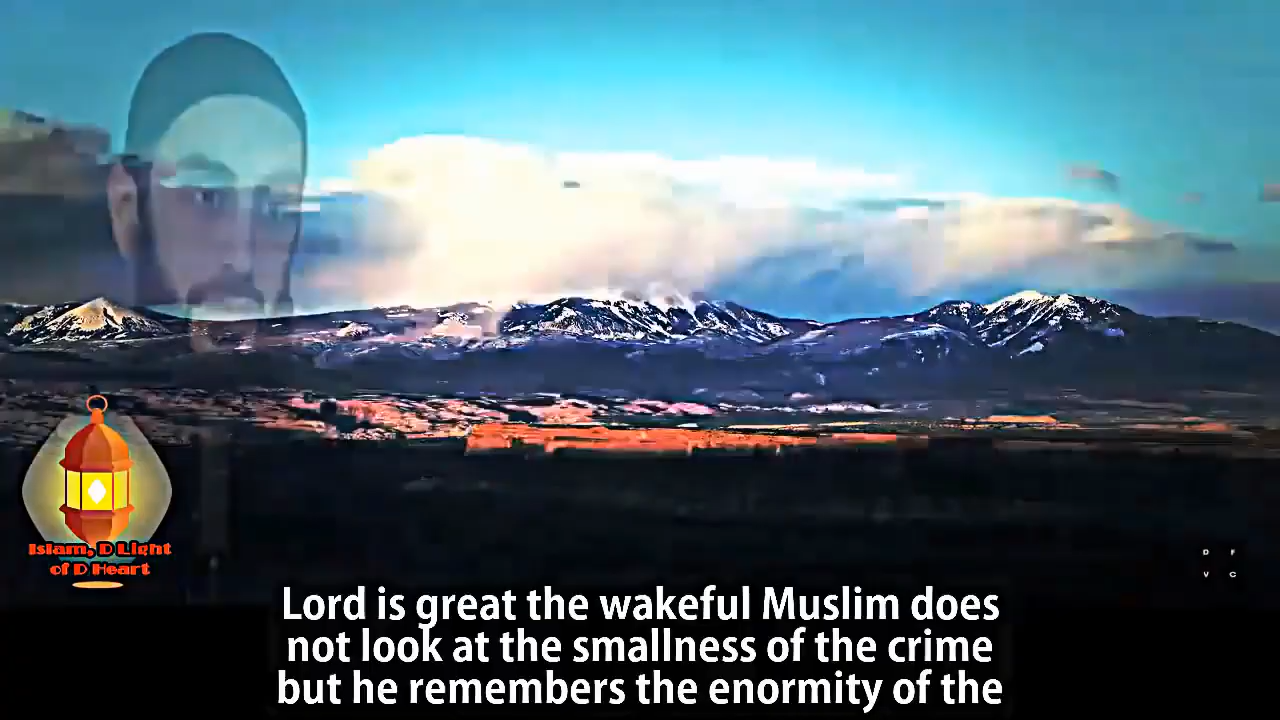 Islam, D Light
of D Heart
D F
V C
Lord is great the wakeful Muslim does
not look at the smallness of the crime
but he remembers the enormity of the